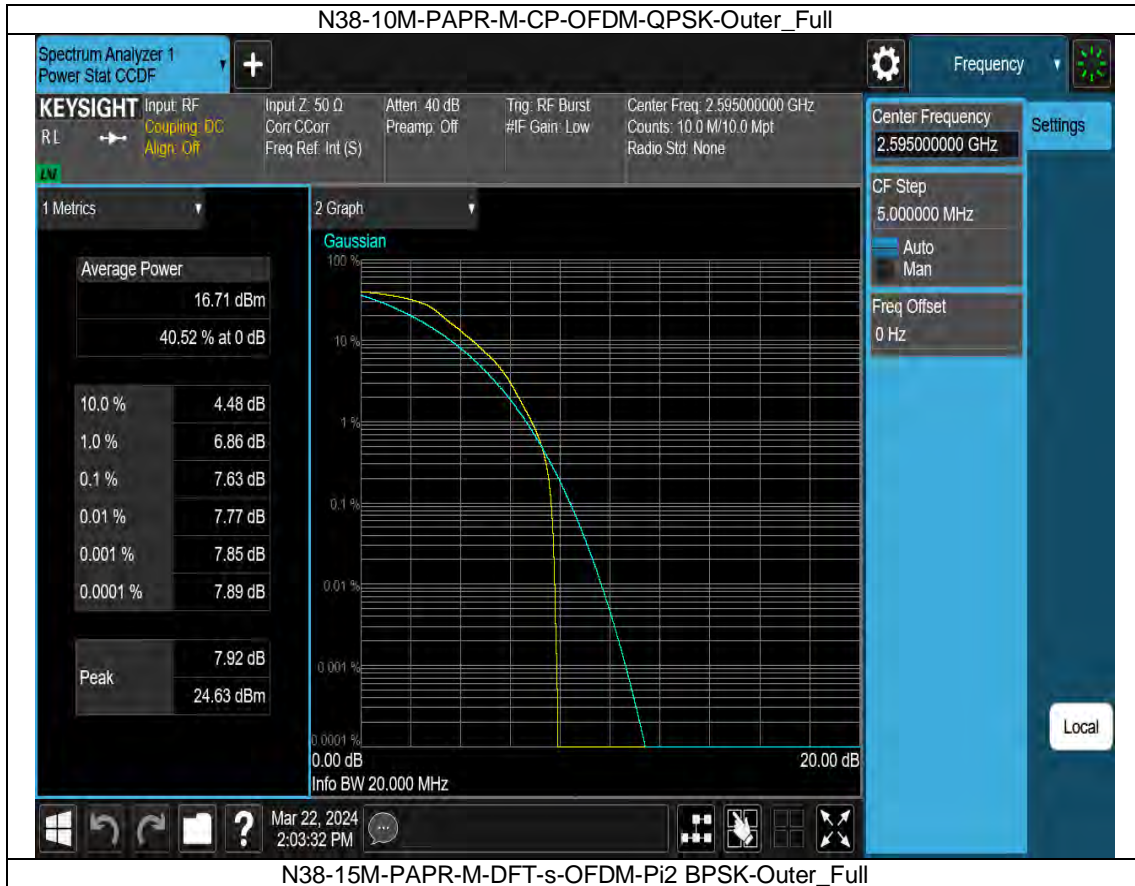 N38-10M-PAPR-M-CP-OFDM-QPSK-Outer_Full
Spectrum Analyzer 1
Power Stat CCDF
+
Frequency
KEYSIGHT
RL
LNI
Input: RF
Coupling: DC
Align: Off
Input Z: 50 Ω
Corr CCorr
Freq Ref: Int (S)
Atten: 40 dB
Preamp: Off
Trig: RF Burst
#IF Gain: Low
Center Freq: 2.595000000 GHz
Counts: 10.0 M/10.0 Mpt
Radio Std: None
Center Frequency
2.595000000 GHz
Settings
CF Step
5.000000 MHz
Auto
Man
Freq Offset
0 Hz
Local
1 Metrics
Average Power
16.71 dBm
40.52 % at 0 dB
10.0 % 4.48 dB
1.0 % 6.86 dB
0.1 % 7.63 dB
0.01 % 7.77 dB
0.001 % 7.85 dB
0.0001 % 7.89 dB
Peak
7.92 dB
24.63 dBm
2 Graph
Gaussian
100 %
10 %
1 %
0.1 %
0.01 %
0.001 %
0.0001 %
0.00 dB 20.00 dB
Info BW 20.000 MHz
?
Mar 22, 2024
2:03:32 PM
N38-15M-PAPR-M-DFT-s-OFDM-Pi2 BPSK-Outer_Full